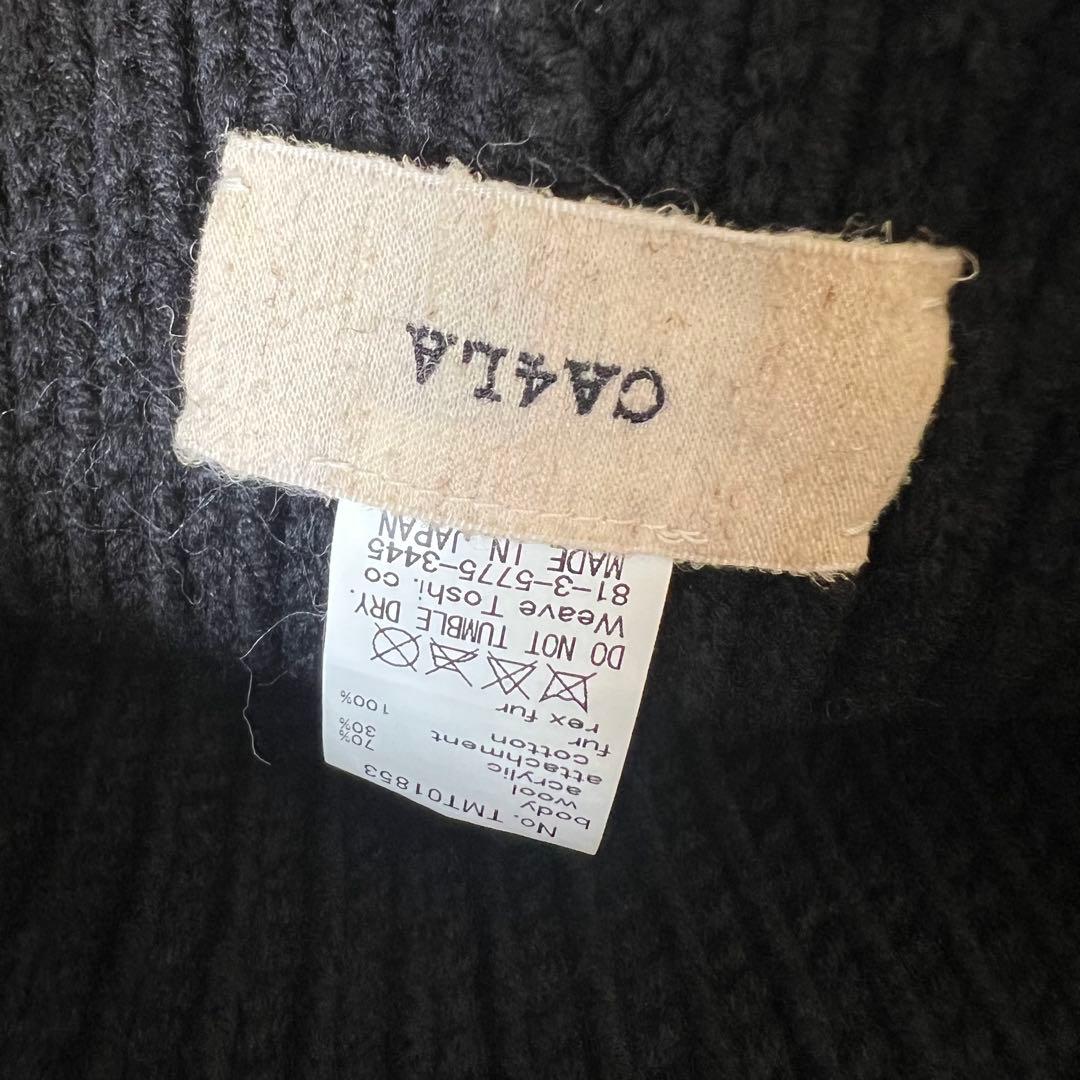 CA4LA
No. TMT01853
body
wool 70%
acrylic 30%
attachment
cotton 100%
fur
rex fur
DO NOT TUMBLE DRY.
Weave Toshi. co
81-3-5775-3445
MADE IN JAPAN